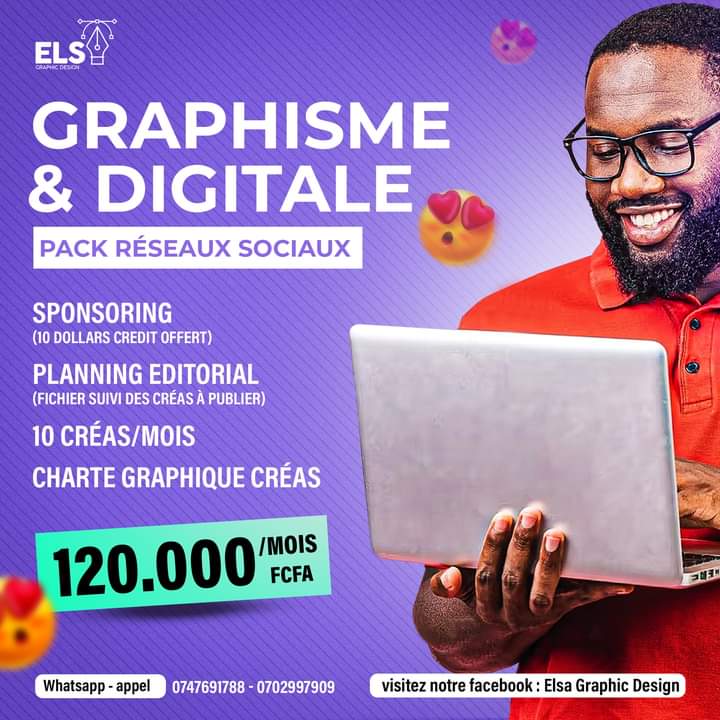 ELS
GRAPHIC DESIGN
GRAPHISME
& DIGITALE
PACK RÉSEAUX SOCIAUX
SPONSORING
(10 DOLLARS CREDIT OFFERT)
PLANNING EDITORIAL
(FICHIER SUIVI DES CRÉAS À PUBLIER)
10 CRÉAS/MOIS
CHARTE GRAPHIQUE CRÉAS
120.000 /MOIS
FCFA
Whatsapp - appel 0747691788 - 0702997909
visitez notre facebook : Elsa Graphic Design